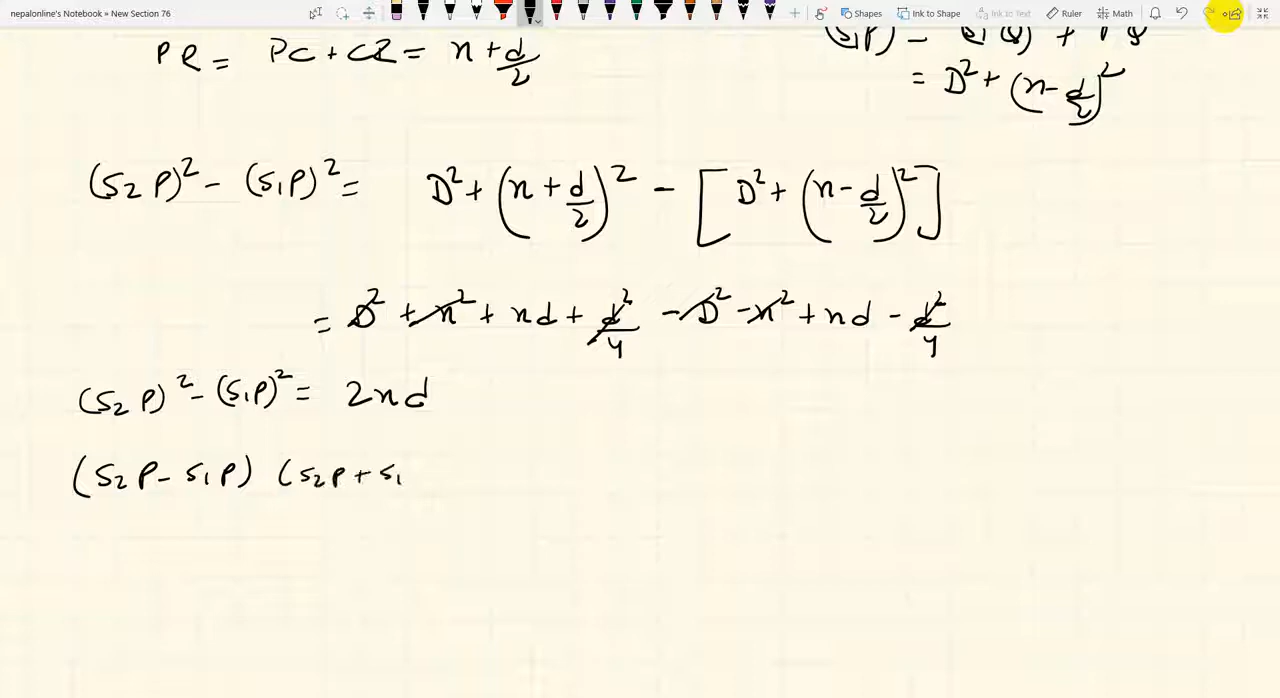 nepalonline's Notebook » New Section 76
Shapes Ink to Shape Ink to Text Ruler Math
PR = PC + CR = x + d/2
= D² + (x - d/2)²
(S₂P)² - (S₁P)² = D² + (x + d/2)² - [D² + (x - d/2)²]
= D² + x² + xd + d²/4 - D² - x² + xd - d²/4
(S₂P)² - (S₁P)² = 2xd
(S₂P - S₁P) (S₂P + S₁